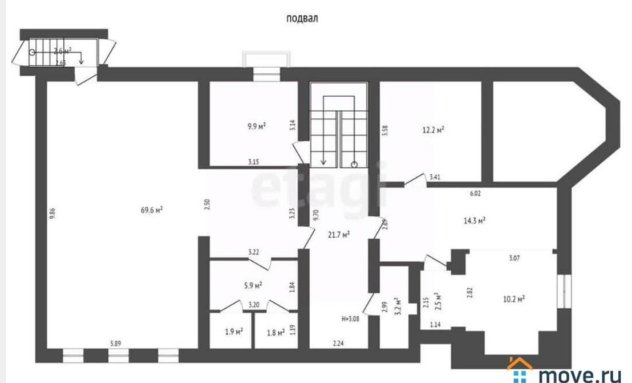 подвал
2.6 м²
2.65
9.9 м²
3.14
3.15
3.58
12.2 м²
3.41
etagi
9.86
69.6 м²
2.50
3.25
9.70
21.7 м²
6.02
14.3 м²
3.22
3.07
5.9 м²
1.84
3.20
2.99
3.2 м²
2.15
2.5 м²
2.82
10.2 м²
H=3.08
1.9 м²
1.8 м²
1.19
1.14
5.89
2.24
move.ru